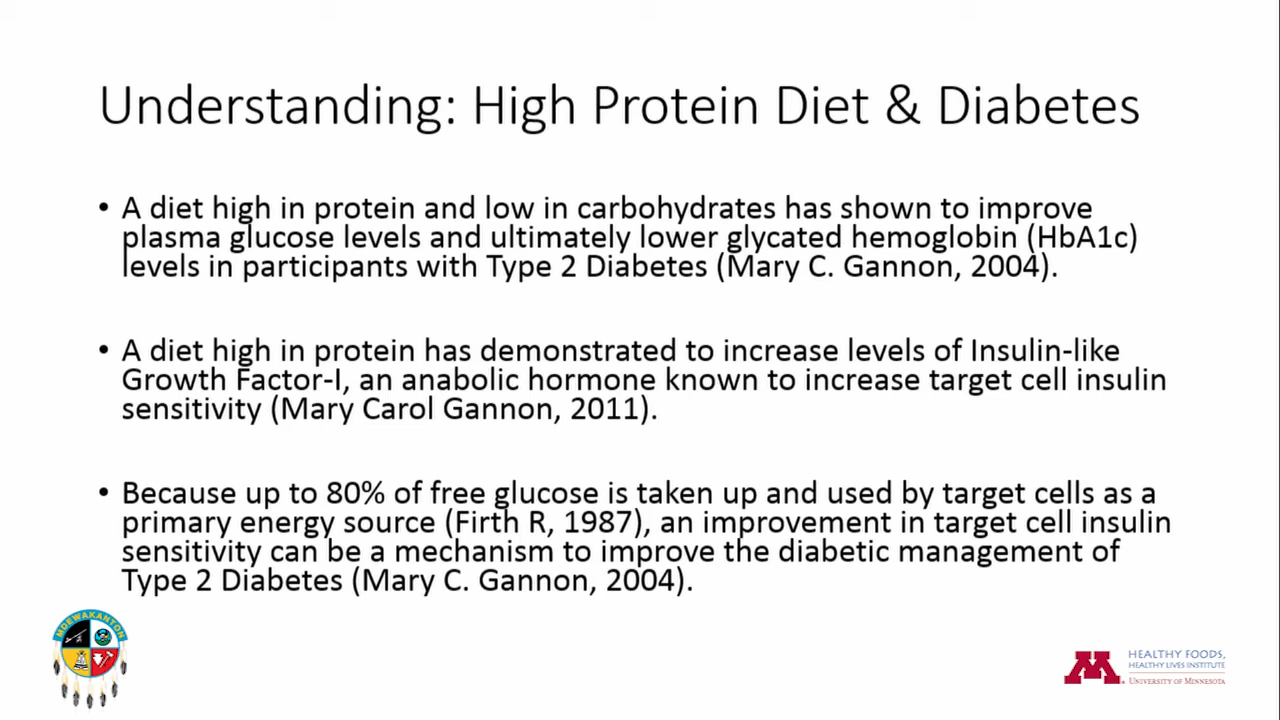 Understanding: High Protein Diet & Diabetes
• A diet high in protein and low in carbohydrates has shown to improve
plasma glucose levels and ultimately lower glycated hemoglobin (HbA1c)
levels in participants with Type 2 Diabetes (Mary C. Gannon, 2004).
• A diet high in protein has demonstrated to increase levels of Insulin-like
Growth Factor-I, an anabolic hormone known to increase target cell insulin
sensitivity (Mary Carol Gannon, 2011).
• Because up to 80% of free glucose is taken up and used by target cells as a
primary energy source (Firth R, 1987), an improvement in target cell insulin
sensitivity can be a mechanism to improve the diabetic management of
Type 2 Diabetes (Mary C. Gannon, 2004).
MDEWAKANTON
M
HEALTHY FOODS,
HEALTHY LIVES INSTITUTE
UNIVERSITY OF MINNESOTA